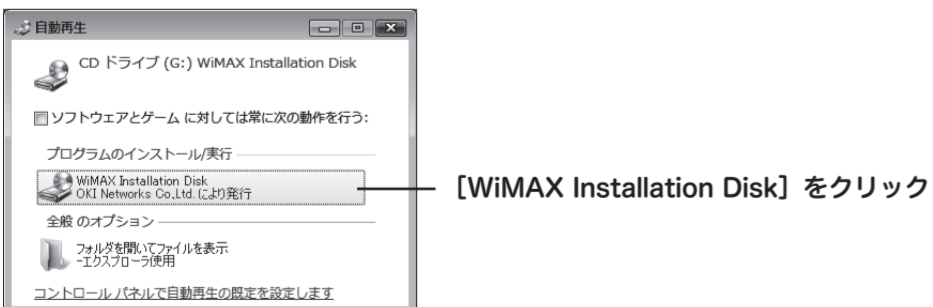 自動再生
CD ドライブ (G:) WiMAX Installation Disk
ソフトウェアとゲーム に対しては常に次の動作を行う:
プログラムのインストール/実行
WiMAX Installation Disk
OKI Networks Co.,Ltd. により発行
[WiMAX Installation Disk] をクリック
全般 のオプション
フォルダを開いてファイルを表示
-エクスプローラ使用
コントロール パネルで自動再生の既定を設定します